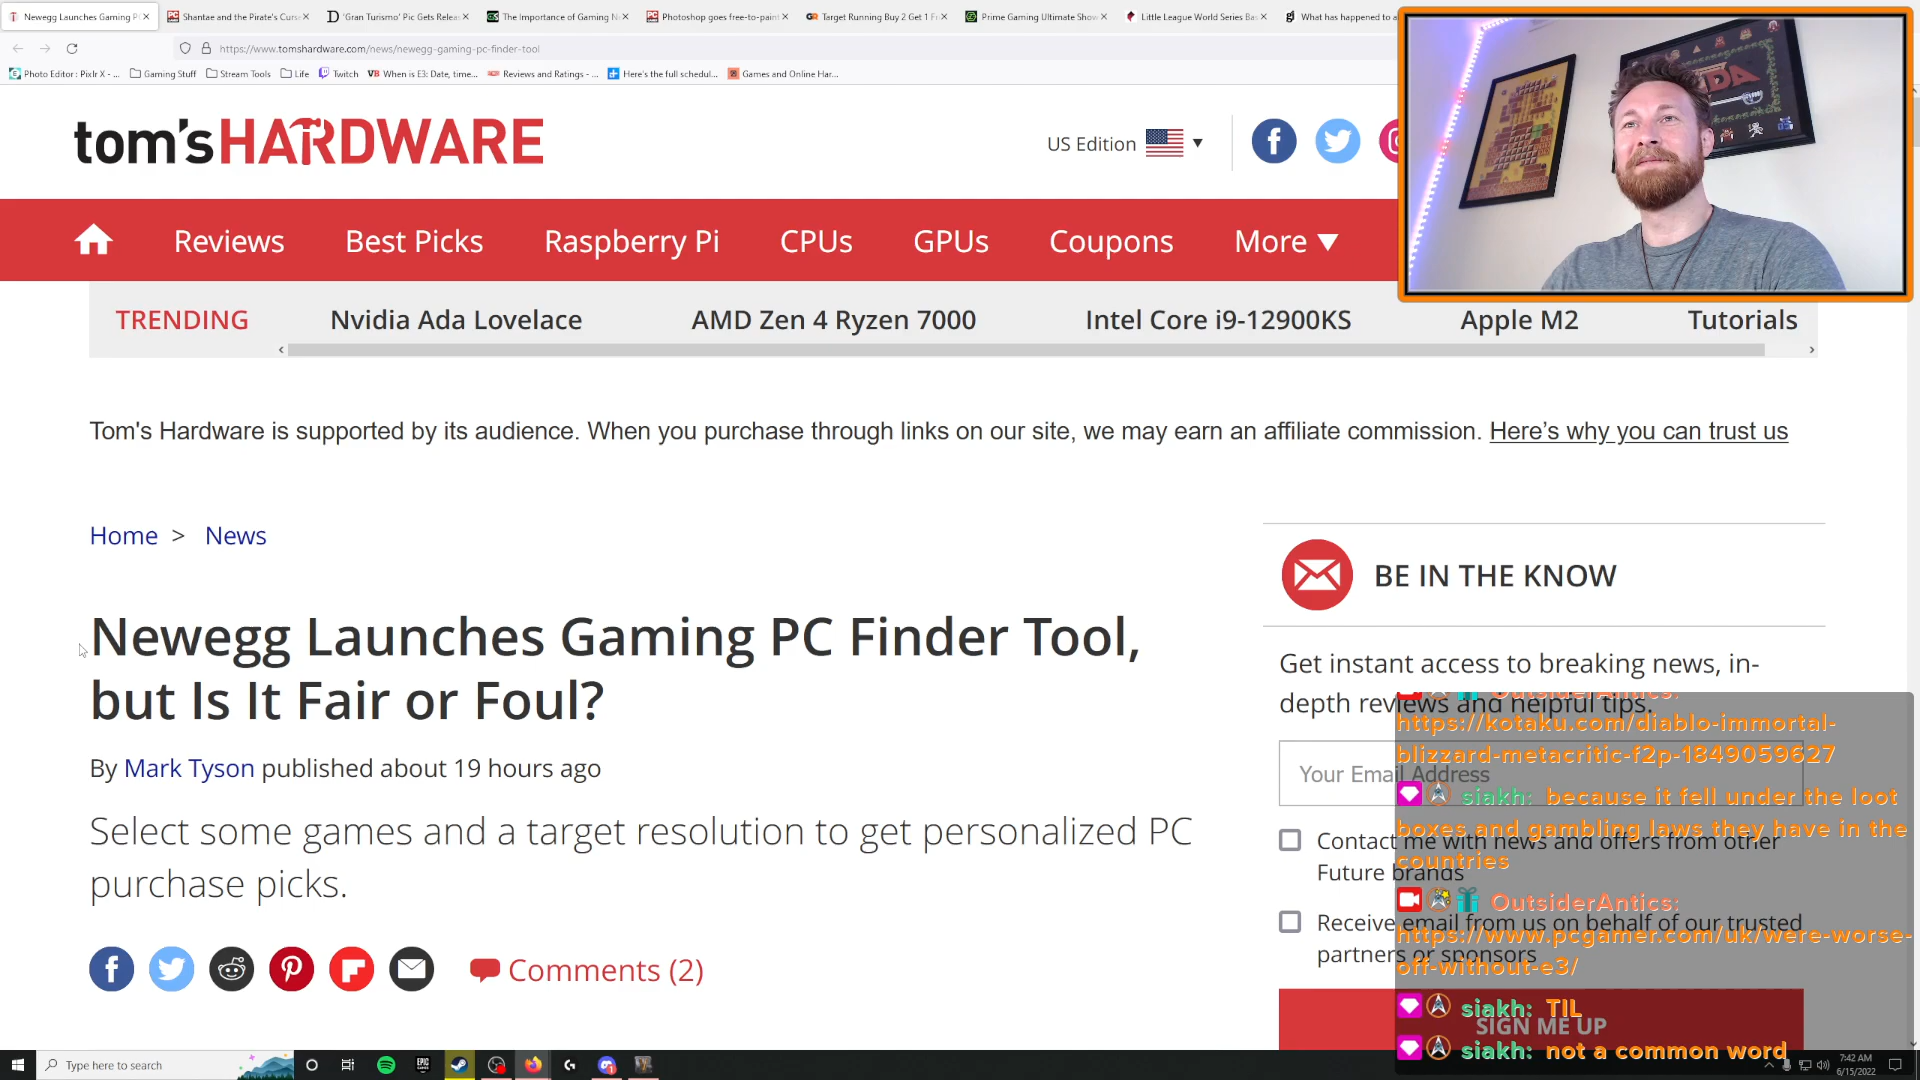 Newegg Launches Gaming P
Shantae and the Pirate's Curs
'Gran Turismo' Pic Gets Relea
The Importance of Gaming N
Photoshop goes free-to-paint
Target Running Buy 2 Get 1 F
Prime Gaming Ultimate Show
Little League World Series Ba
What has happened to a
https://www.tomshardware.com/news/newegg-gaming-pc-finder-tool
Photo Editor : Pixlr X - ...
Gaming Stuff
Stream Tools
Life
Twitch
When is E3: Date, time...
Reviews and Ratings - ...
Here's the full schedul...
Games and Online Har...
tom'sHARDWARE
US Edition
Reviews
Best Picks
Raspberry Pi
CPUs
GPUs
Coupons
More
TRENDING
Nvidia Ada Lovelace
AMD Zen 4 Ryzen 7000
Intel Core i9-12900KS
Apple M2
Tutorials
Tom's Hardware is supported by its audience. When you purchase through links on our site, we may earn an affiliate commission. Here's why you can trust us
Home > News
Newegg Launches Gaming PC Finder Tool,
but Is It Fair or Foul?
By Mark Tyson published about 19 hours ago
Select some games and a target resolution to get personalized PC
purchase picks.
Comments (2)
BE IN THE KNOW
Get instant access to breaking news, in-
depth reviews and helpful tips.
Your Email Address
Contact me with news and offers from other
Future brands
Receive email from us on behalf of our trusted
partners or sponsors
SIGN ME UP
OutsiderAntics:
https://kotaku.com/diablo-immortal-
blizzard-metacritic-f2p-1849059627
siakh: because it fell under the loot
boxes and gambling laws they have in the
countries
OutsiderAntics:
https://www.pcgamer.com/uk/were-worse-
off-without-e3/
siakh: TIL
siakh: not a common word
Type here to search
7:42 AM
6/15/2022